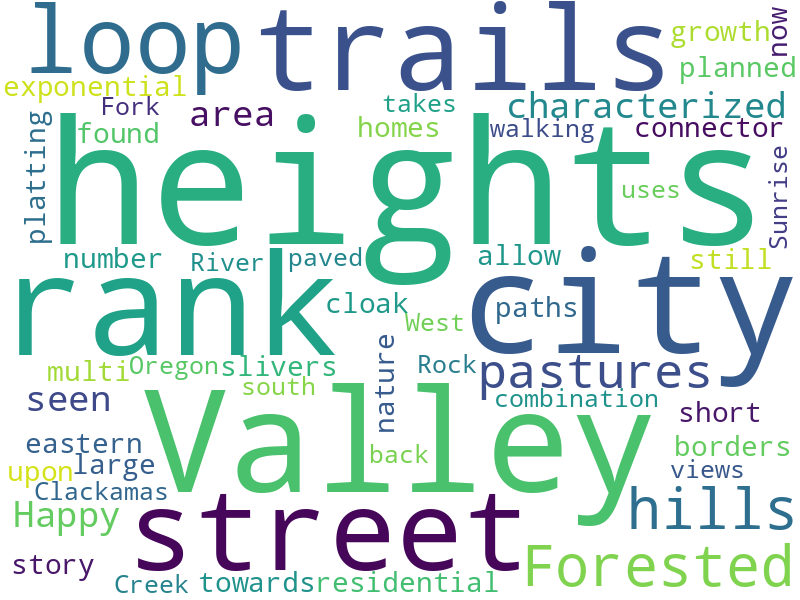 loop trails growth now
exponential planned
Fork area takes characterized
platting found homes walking connector
heights uses Sunrise
number River paved allow still
rank cloak city paths
West
multi Oregon slivers nature Rock pastures
seen south combination short
Valley
eastern back borders
upon large views
Clackamas
Happy street hills
story Forested
Creek towards residential